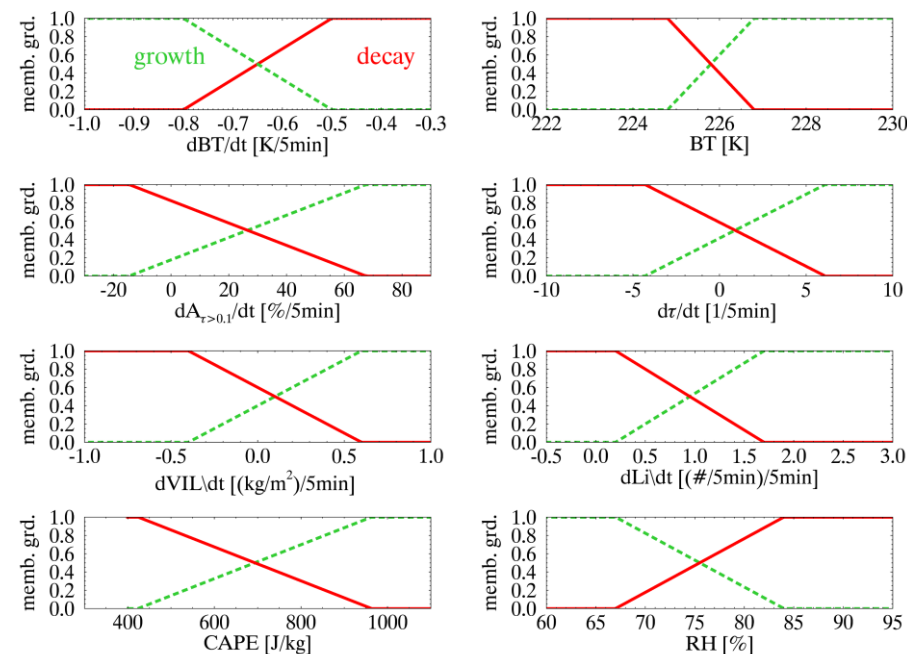 memb. grd.
1.0
0.8
0.6
0.4
0.2
0.0
growth decay
-1.0 -0.9 -0.8 -0.7 -0.6 -0.5 -0.4 -0.3
dBT/dt [K/5min]
memb. grd.
1.0
0.8
0.6
0.4
0.2
0.0
222 224 226 228 230
BT [K]
memb. grd.
1.0
0.8
0.6
0.4
0.2
0.0
-20 0 20 40 60 80
dAτ>0.1/dt [%/5min]
memb. grd.
1.0
0.8
0.6
0.4
0.2
0.0
-10 -5 0 5 10
dτ/dt [1/5min]
memb. grd.
1.0
0.8
0.6
0.4
0.2
0.0
-1.0 -0.5 0.0 0.5 1.0
dVIL\dt [(kg/m²)/5min]
memb. grd.
1.0
0.8
0.6
0.4
0.2
0.0
-0.5 0.0 0.5 1.0 1.5 2.0 2.5 3.0
dLi\dt [(#/5min)/5min]
memb. grd.
1.0
0.8
0.6
0.4
0.2
0.0
400 600 800 1000
CAPE [J/kg]
memb. grd.
1.0
0.8
0.6
0.4
0.2
0.0
60 65 70 75 80 85 90 95
RH [%]